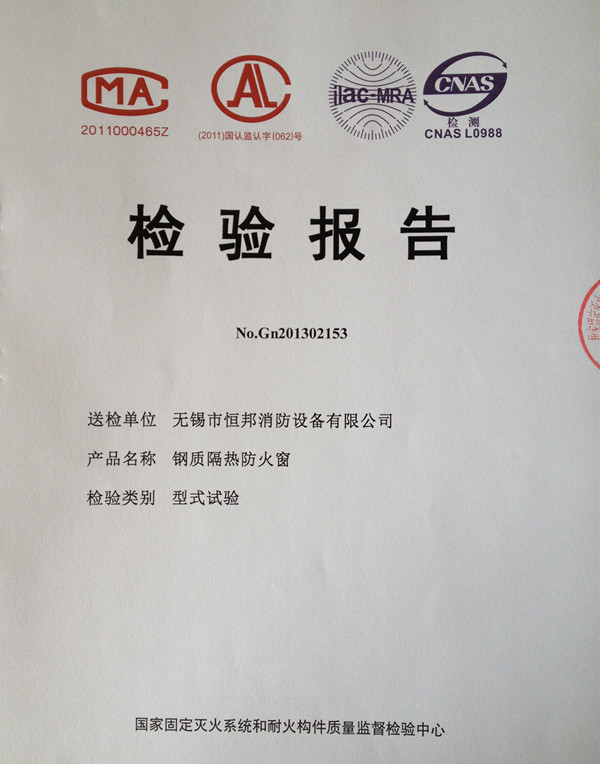 MA
2011000465Z
AL
(2011)国认监认字(062)号
ilac-MRA
CNAS
检 测
CNAS L0988
检验报告
No.Gn201302153
送检单位 无锡市恒邦消防设备有限公司
产品名称 钢质隔热防火窗
检验类别 型式试验
国家固定灭火系统和耐火构件质量监督检验中心